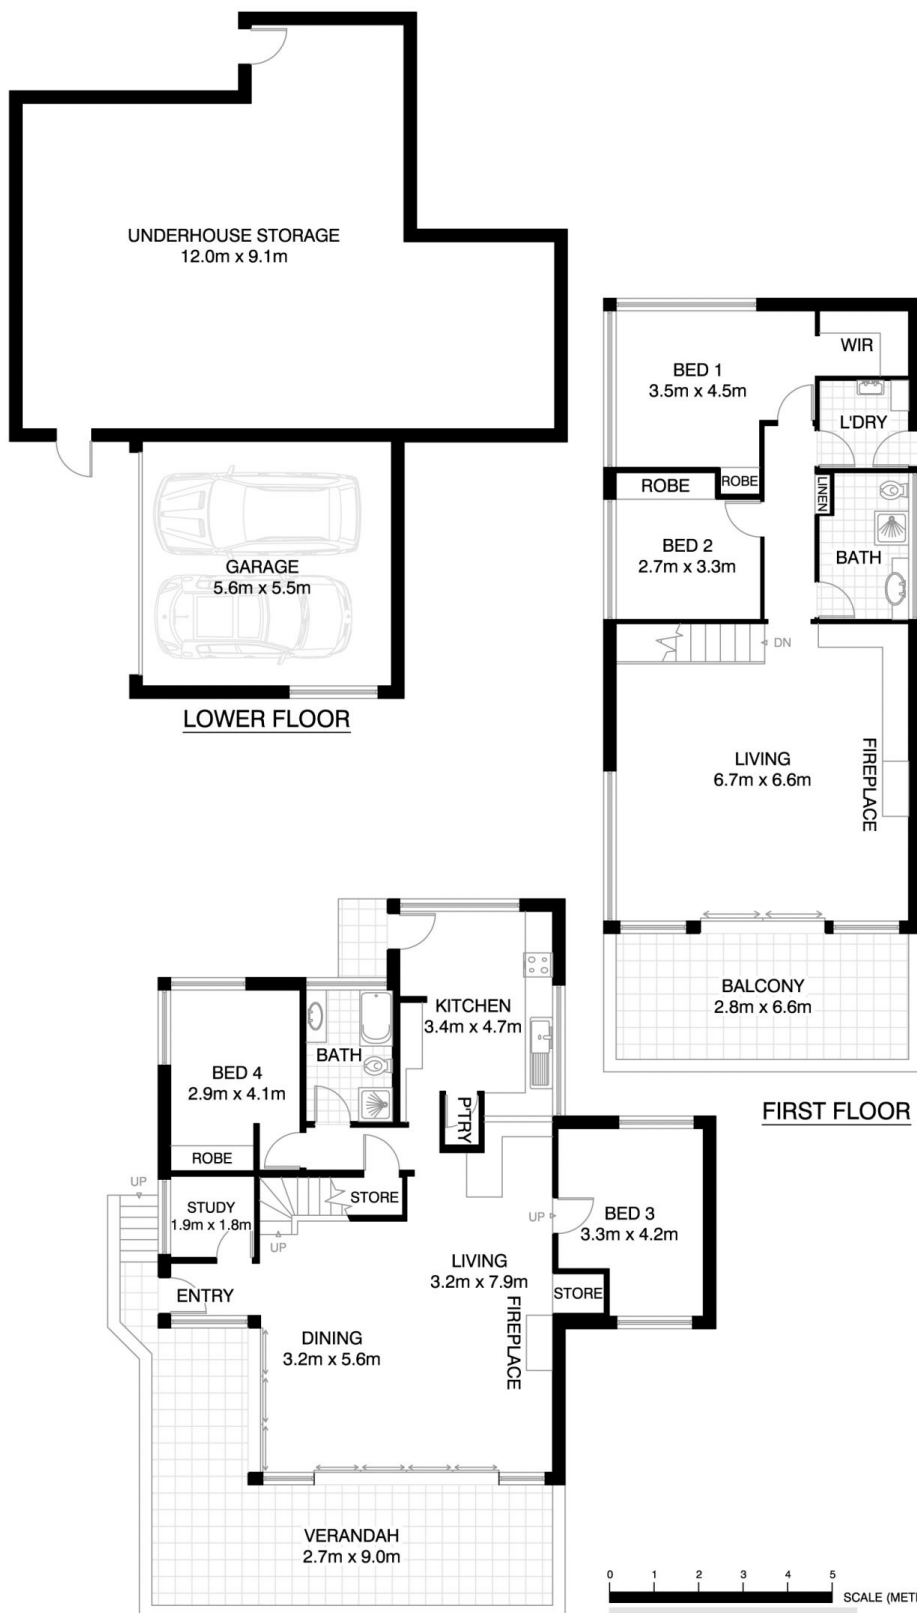 UNDERHOUSE STORAGE
12.0m x 9.1m
GARAGE
5.6m x 5.5m
LOWER FLOOR
BED 1
3.5m x 4.5m
WIR
L'DRY
ROBE
ROBE
LINEN
BED 2
2.7m x 3.3m
BATH
DN
LIVING
6.7m x 6.6m
FIREPLACE
BALCONY
2.8m x 6.6m
FIRST FLOOR
KITCHEN
3.4m x 4.7m
BATH
BED 4
2.9m x 4.1m
P'TRY
ROBE
UP
STUDY
1.9m x 1.8m
STORE
UP
UP
BED 3
3.3m x 4.2m
LIVING
3.2m x 7.9m
ENTRY
STORE
FIREPLACE
DINING
3.2m x 5.6m
VERANDAH
2.7m x 9.0m
0 1 2 3 4 5
SCALE (METR